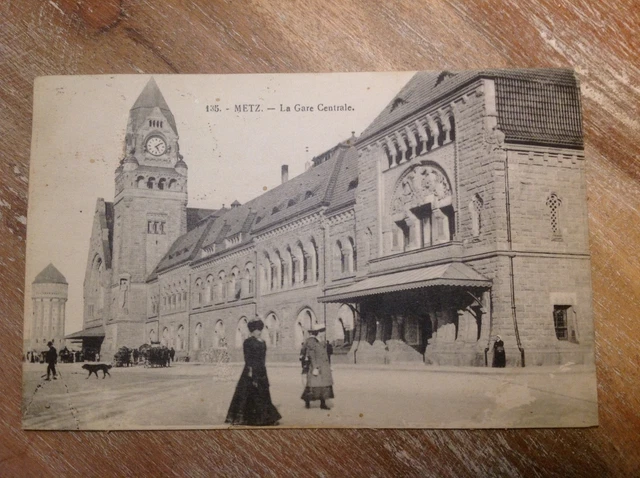 135. - METZ. — La Gare Centrale.